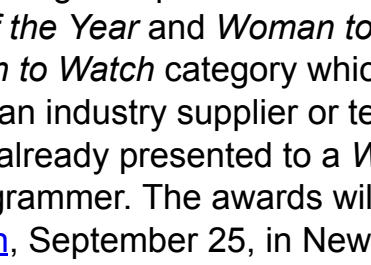 of the Year and Woman to
to Watch category whic
an industry supplier or te
already presented to a W
grammer. The awards wil
n, September 25, in New